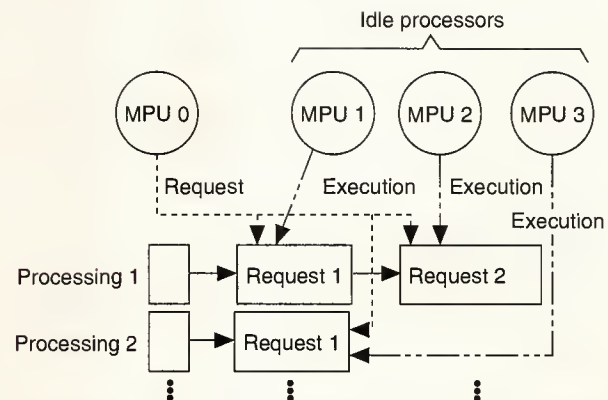 Idle processors
MPU 0
MPU 1
MPU 2
MPU 3
Request
Execution
Execution
Execution
Processing 1
Request 1
Request 2
Processing 2
Request 1